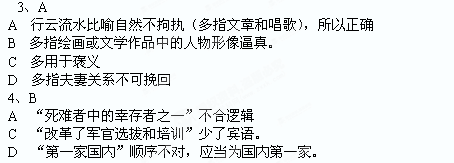 3、A
A 行云流水比喻自然不拘执（多指文章和唱歌），所以正确
B 多指绘画或文学作品中的人物形像逼真。
C 多用于褒义
D 多指夫妻关系不可挽回
4、B
A “死难者中的幸存者之一”不合逻辑
C “改革了军官选拔和培训”少了宾语。
D “第一家国内”顺序不对，应当为国内第一家。